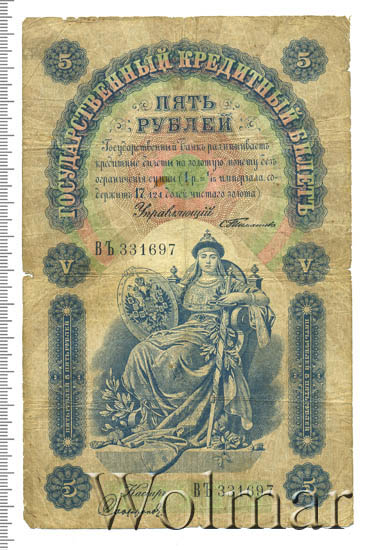 5 5
ГОСУДАРСТВЕННЫЙ КРЕДИТНЫЙ БИЛЕТЪ
ПЯТЬ
РУБЛЕЙ
Государственный Банкъ размѣниваетъ
кредитные билеты на золотую монету безъ
ограниченія суммы (1 р.= 1/15 имперіала, со-
держитъ 17,424 долей чистаго золота)
Управляющій
ВЪ 331697
V V
5 5
Кассиръ
ВЪ 331697
Wolmar